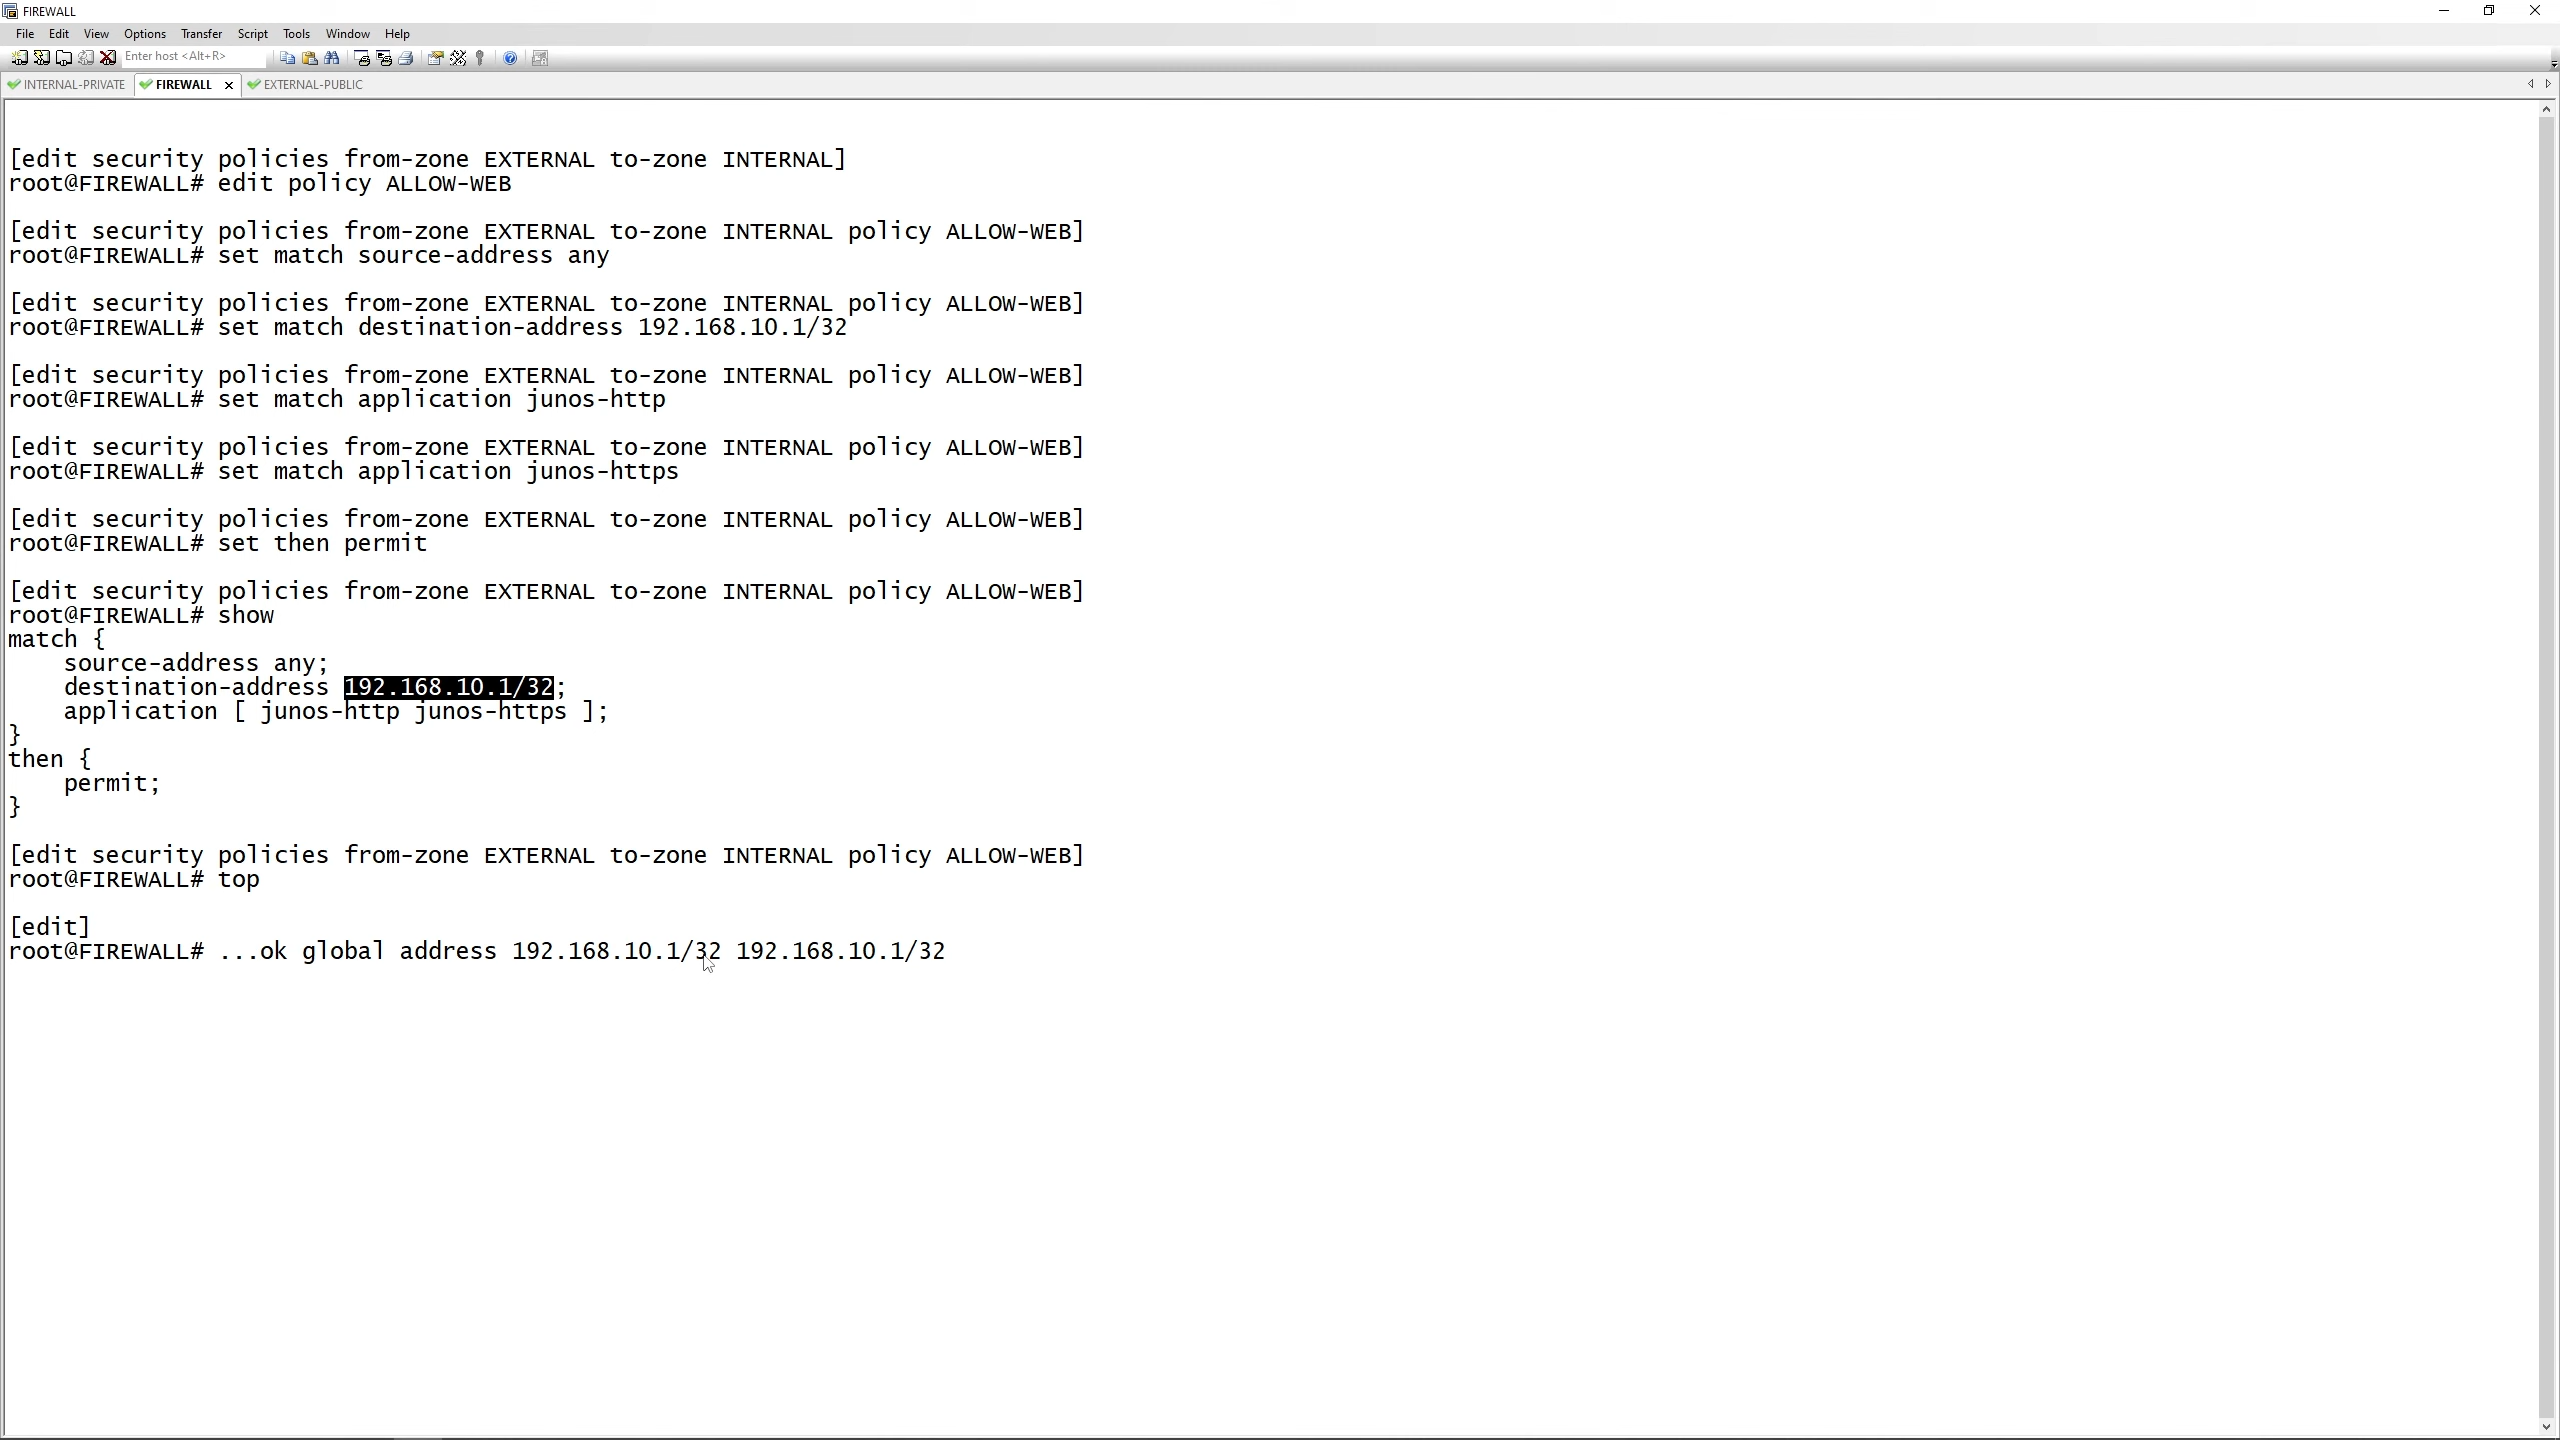 FIREWALL
File Edit View Options Transfer Script Tools Window Help
Enter host <Alt+R>
INTERNAL-PRIVATE FIREWALL EXTERNAL-PUBLIC
[edit security policies from-zone EXTERNAL to-zone INTERNAL]
root@FIREWALL# edit policy ALLOW-WEB
[edit security policies from-zone EXTERNAL to-zone INTERNAL policy ALLOW-WEB]
root@FIREWALL# set match source-address any
[edit security policies from-zone EXTERNAL to-zone INTERNAL policy ALLOW-WEB]
root@FIREWALL# set match destination-address 192.168.10.1/32
[edit security policies from-zone EXTERNAL to-zone INTERNAL policy ALLOW-WEB]
root@FIREWALL# set match application junos-http
[edit security policies from-zone EXTERNAL to-zone INTERNAL policy ALLOW-WEB]
root@FIREWALL# set match application junos-https
[edit security policies from-zone EXTERNAL to-zone INTERNAL policy ALLOW-WEB]
root@FIREWALL# set then permit
[edit security policies from-zone EXTERNAL to-zone INTERNAL policy ALLOW-WEB]
root@FIREWALL# show
match {
    source-address any;
    destination-address 192.168.10.1/32;
    application [ junos-http junos-https ];
}
then {
    permit;
}
[edit security policies from-zone EXTERNAL to-zone INTERNAL policy ALLOW-WEB]
root@FIREWALL# top
[edit]
root@FIREWALL# ...ok global address 192.168.10.1/32 192.168.10.1/32